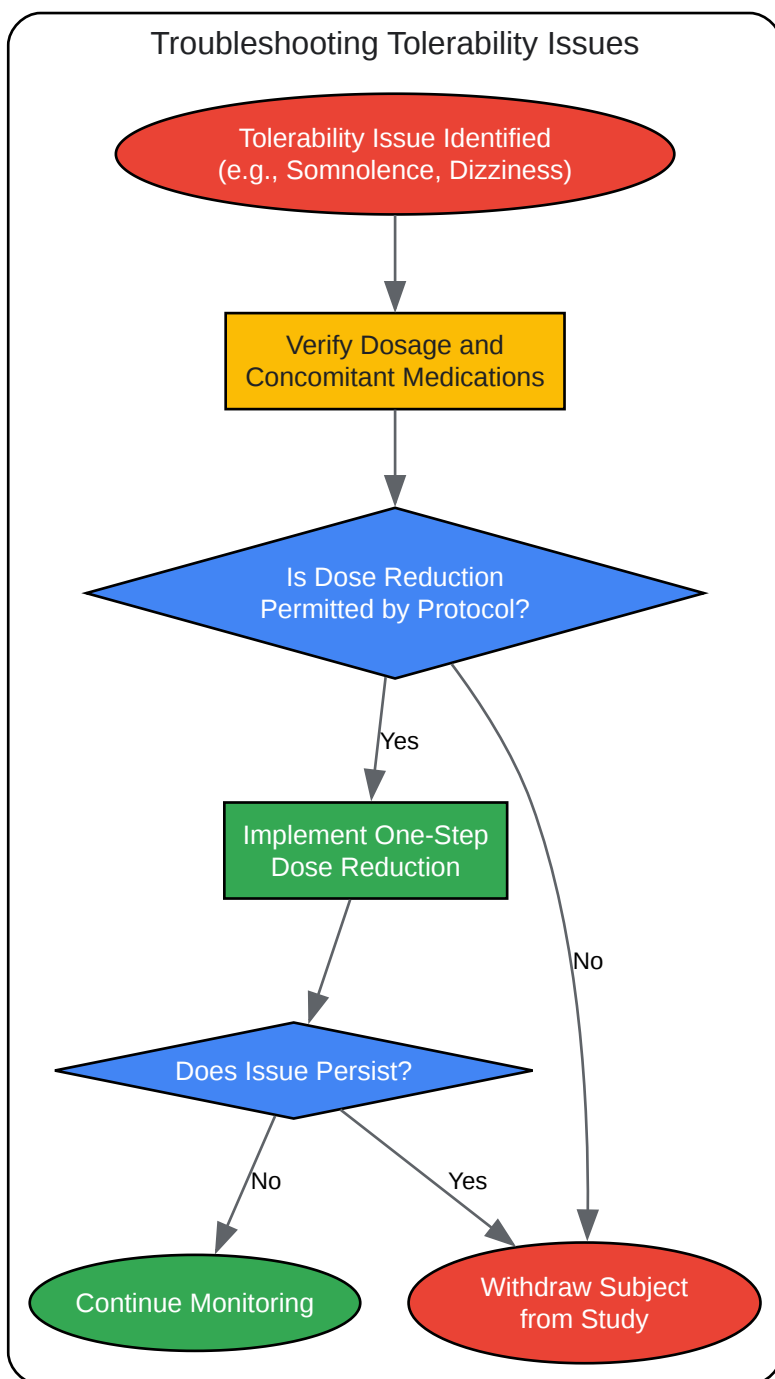 Troubleshooting Tolerability Issues
Tolerability Issue Identified
(e.g., Somnolence, Dizziness)
Verify Dosage and
Concomitant Medications
Is Dose Reduction
Permitted by Protocol?
Yes
Implement One-Step
Dose Reduction
No
Does Issue Persist?
No
Yes
Continue Monitoring
Withdraw Subject
from Study